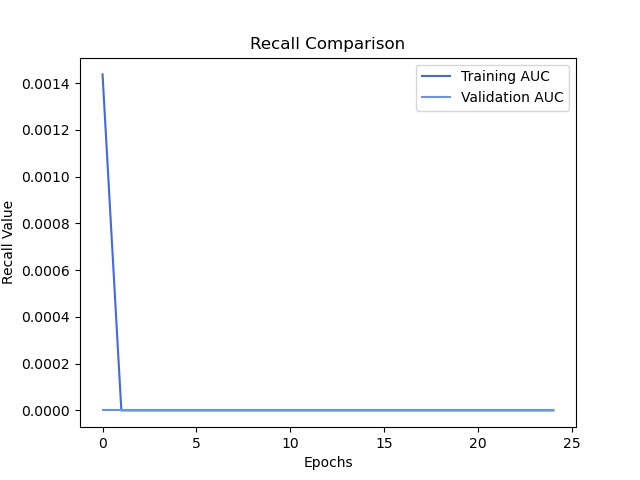 Recall Comparison
Training AUC
Validation AUC
Recall Value
0.0014
0.0012
0.0010
0.0008
0.0006
0.0004
0.0002
0.0000
0 5 10 15 20 25
Epochs